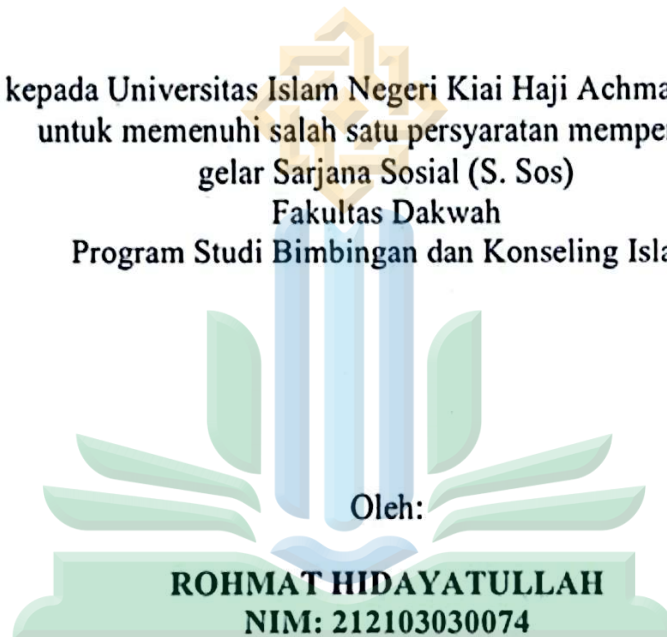 kepada Universitas Islam Negeri Kiai Haji Achma
untuk memenuhi salah satu persyaratan mempe
gelar Sarjana Sosial (S. Sos)
Fakultas Dakwah
Program Studi Bimbingan dan Konseling Isla
Oleh:
ROHMAT HIDAYATULLAH
NIM: 212103030074